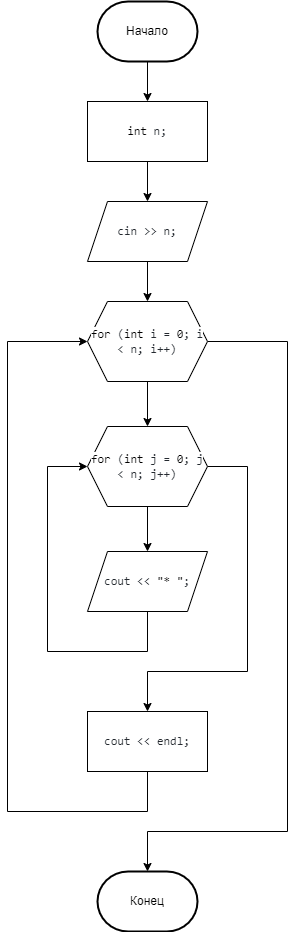 Начало
int n;
cin >> n;
for (int i = 0; i
< n; i++)
for (int j = 0; j
< n; j++)
cout << "* ";
cout << endl;
Конец